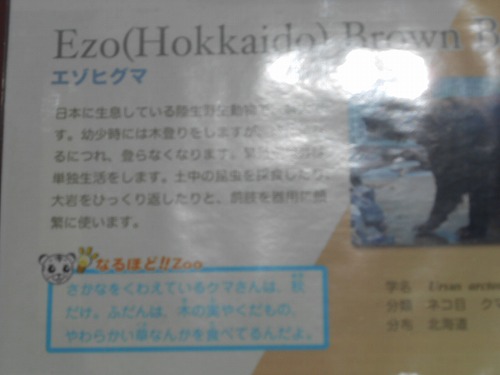 Ezo(Hokkaido) Brown B
エゾヒグマ
日本に生息している陸生野生動物で
す。幼少時には木登りをしますが、
るにつれ、登らなくなります。
単独生活をします。土中の昆虫を採食したり、
大岩をひっくり返したりと、前肢を器用に頻
繁に使います。
なるほど!!Zoo
さかなをくわえているクマさんは、秋
だけ。ふだんは、木の実やくだもの、
やわらかい草なんかを食べてるんだよ。
学名 Ursus arctos
分類 ネコ目 クマ
分布 北海道